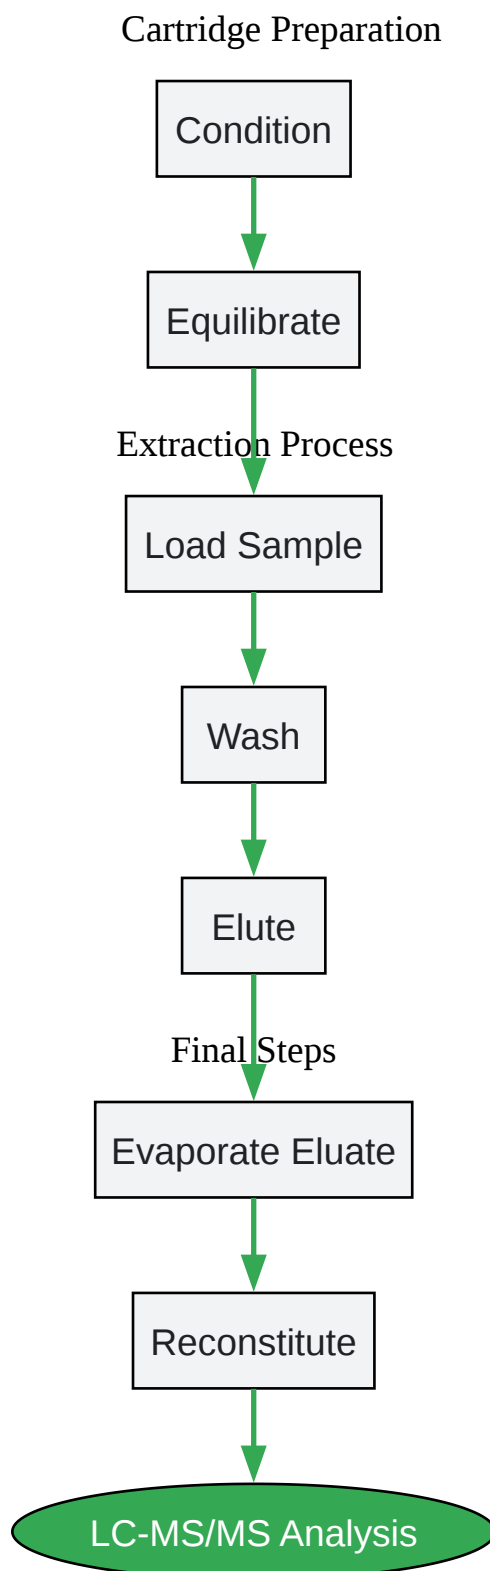 Cartridge Preparation
Condition
Equilibrate
Extraction Process
Load Sample
Wash
Elute
Final Steps
Evaporate Eluate
Reconstitute
LC-MS/MS Analysis